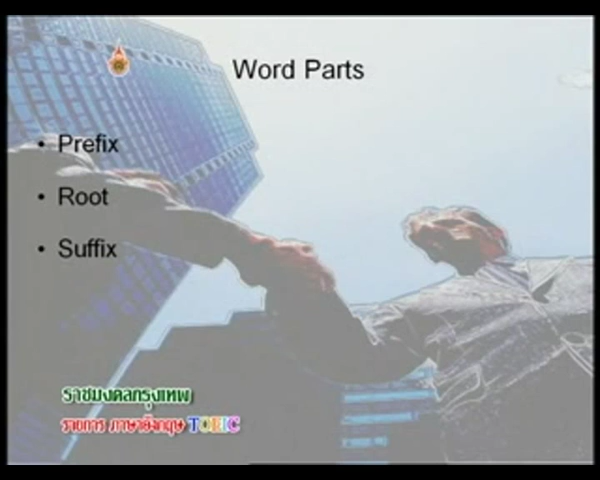 Word Parts
• Prefix
• Root
• Suffix
ราชมงคลกรุงเทพ
รายการ ภาษาอังกฤษ TOEIC